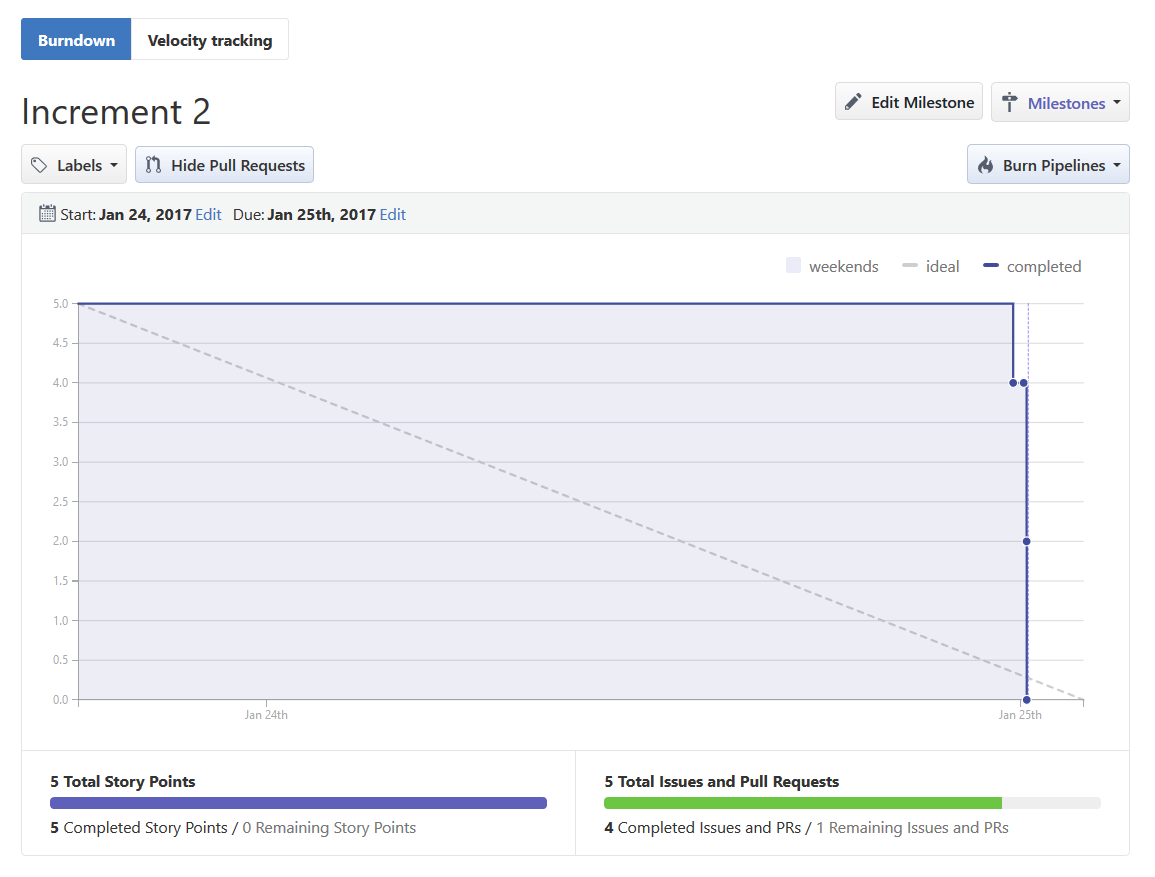 Burndown Velocity tracking
Increment 2
Edit Milestone Milestones
Labels Hide Pull Requests Burn Pipelines
Start: Jan 24, 2017 Edit Due: Jan 25th, 2017 Edit
weekends ideal completed
5.0
4.5
4.0
3.5
3.0
2.5
2.0
1.5
1.0
0.5
0.0
Jan 24th Jan 25th
5 Total Story Points
5 Completed Story Points / 0 Remaining Story Points
5 Total Issues and Pull Requests
4 Completed Issues and PRs / 1 Remaining Issues and PRs